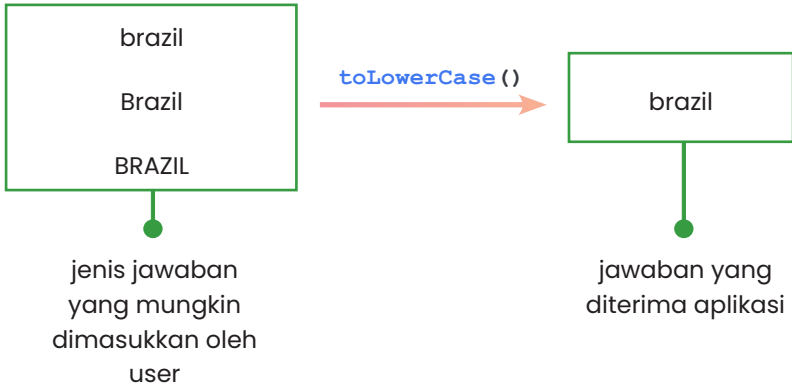 brazil
Brazil
BRAZIL
toLowerCase()
brazil
jenis jawaban
yang mungkin
dimasukkan oleh
user
jawaban yang
diterima aplikasi